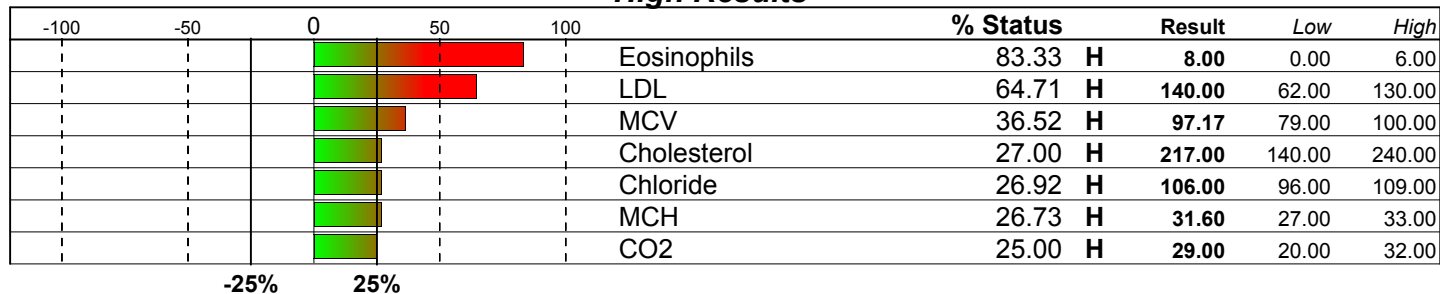 High Results
-100 -50 0 50 100 % Status Result Low High
Eosinophils 83.33 H 8.00 0.00 6.00
LDL 64.71 H 140.00 62.00 130.00
MCV 36.52 H 97.17 79.00 100.00
Cholesterol 27.00 H 217.00 140.00 240.00
Chloride 26.92 H 106.00 96.00 109.00
MCH 26.73 H 31.60 27.00 33.00
CO2 25.00 H 29.00 20.00 32.00
-25% 25%